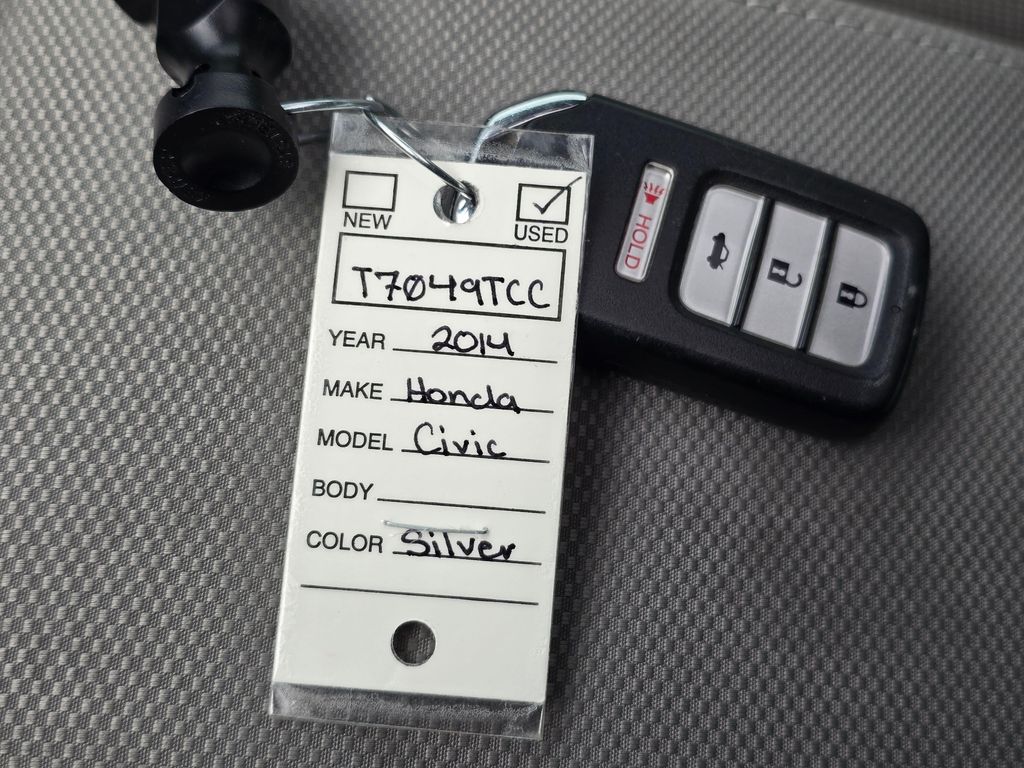 NEW
USED
T7049TCC
YEAR 2014
MAKE Honda
MODEL Civic
BODY
COLOR Silver
HOLD